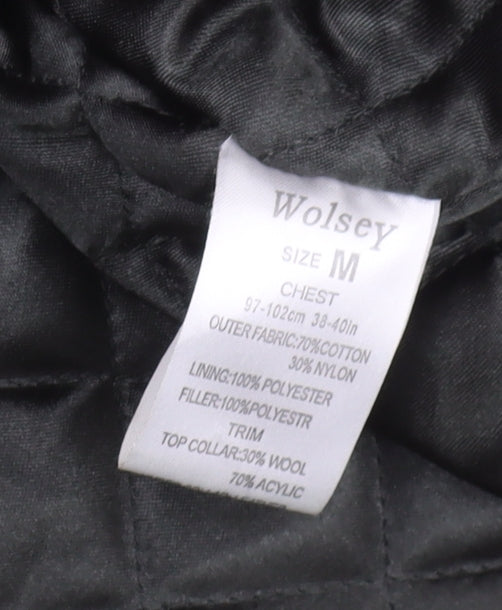 Wolsey
SIZE M
CHEST
97-102cm 38-40in
OUTER FABRIC:70%COTTON
30% NYLON
LINING:100% POLYESTER
FILLER:100%POLYESTR
TRIM
TOP COLLAR:30% WOOL
70% ACYLIC